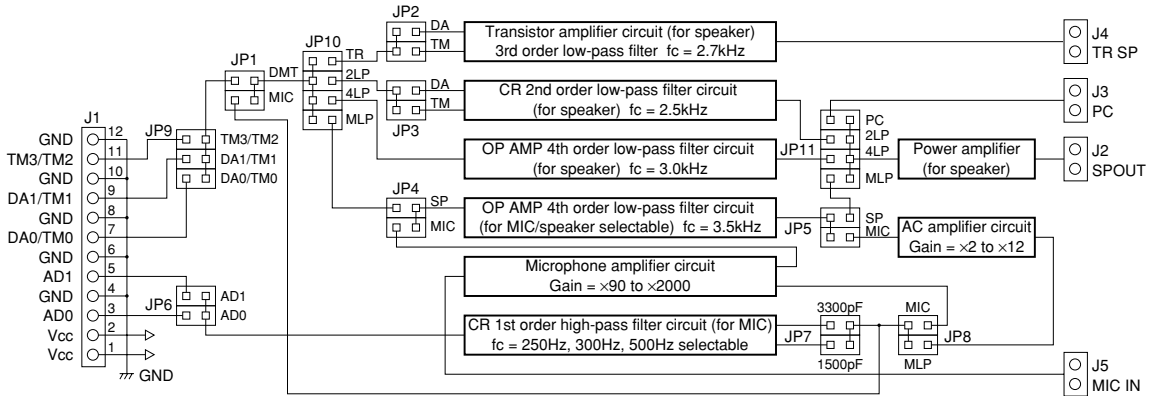 JP2
DA
TM
Transistor amplifier circuit (for speaker)
3rd order low-pass filter fc = 2.7kHz
J4
TR SP
JP10
TR
2LP
4LP
MLP
JP1
DMT
MIC
DA
TM
JP3
CR 2nd order low-pass filter circuit
(for speaker) fc = 2.5kHz
J3
PC
J1
GND 12
TM3/TM2 11
GND 10
DA1/TM1 9
GND 8
DA0/TM0 7
GND 6
AD1 5
GND 4
AD0 3
Vcc 2
Vcc 1
GND
JP9
TM3/TM2
DA1/TM1
DA0/TM0
OP AMP 4th order low-pass filter circuit
(for speaker) fc = 3.0kHz
JP11
PC
2LP
4LP
MLP
Power amplifier
(for speaker)
J2
SPOUT
JP4
SP
MIC
OP AMP 4th order low-pass filter circuit
(for MIC/speaker selectable) fc = 3.5kHz
JP5
SP
MIC
AC amplifier circuit
Gain = ×2 to ×12
Microphone amplifier circuit
Gain = ×90 to ×2000
JP6
AD1
AD0
CR 1st order high-pass filter circuit (for MIC)
fc = 250Hz, 300Hz, 500Hz selectable
3300pF
JP7
1500pF
MIC
JP8
MLP
J5
MIC IN